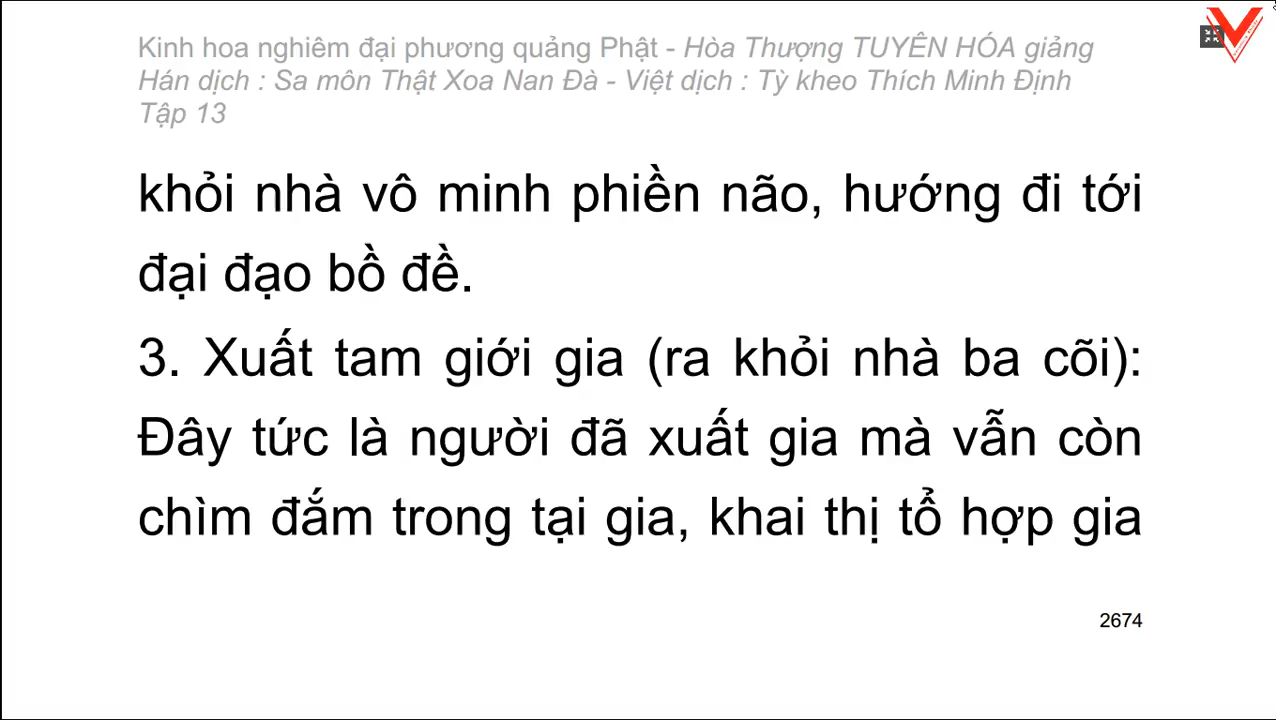 Kinh hoa nghiêm đại phương quảng Phật - Hòa Thượng TUYÊN HÓA giảng
Hán dịch : Sa môn Thật Xoa Nan Đà - Việt dịch : Tỳ kheo Thích Minh Định
Tập 13
khỏi nhà vô minh phiền não, hướng đi tới
đại đạo bồ đề.
3. Xuất tam giới gia (ra khỏi nhà ba cõi):
Đây tức là người đã xuất gia mà vẫn còn
chìm đắm trong tại gia, khai thị tổ hợp gia
2674